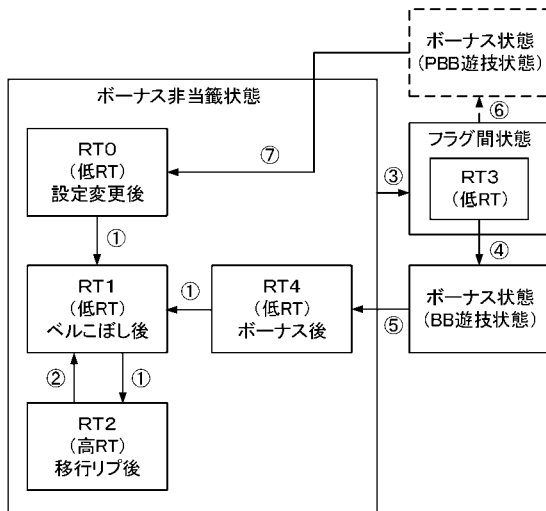 ボーナス状態
(PBB遊技状態)
ボーナス非当籤状態
⑥
フラグ間状態
RT0
(低RT)
設定変更後
⑦
③
RT3
(低RT)
①
④
RT1
(低RT)
ベルこぼし後
①
RT4
(低RT)
ボーナス後
⑤
ボーナス状態
(BB遊技状態)
②
①
RT2
(高RT)
移行リプ後